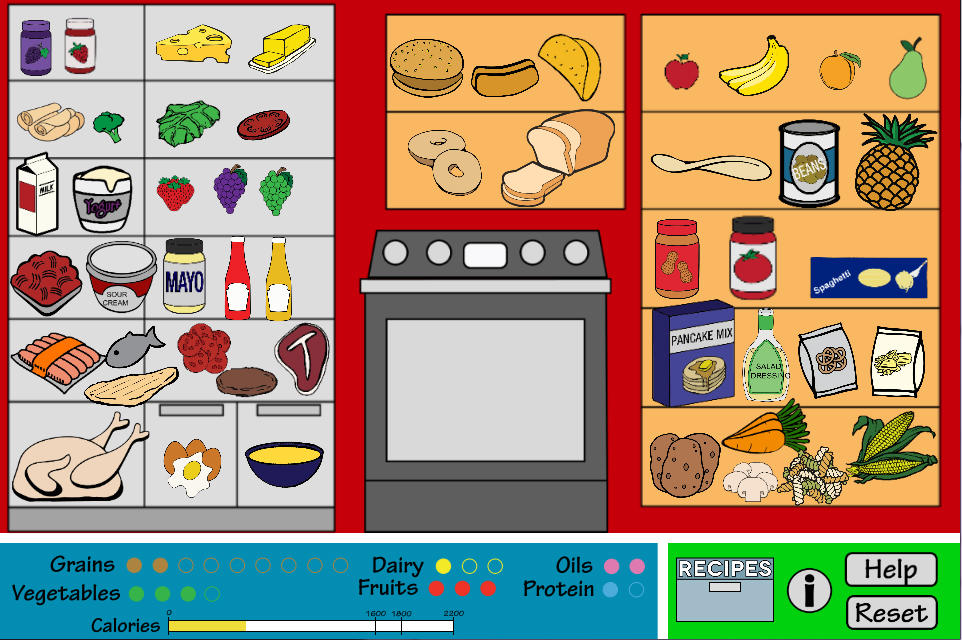 MILK
Yogurt
BEANS
SOUR
CREAM
MAYO
Spaghetti
PANCAKE MIX
SALAD
DRESSING
T
Grains
Dairy
Oils
Vegetables
Fruits
Protein
Calories
0
1600 1800
2200
RECIPES
i
Help
Reset